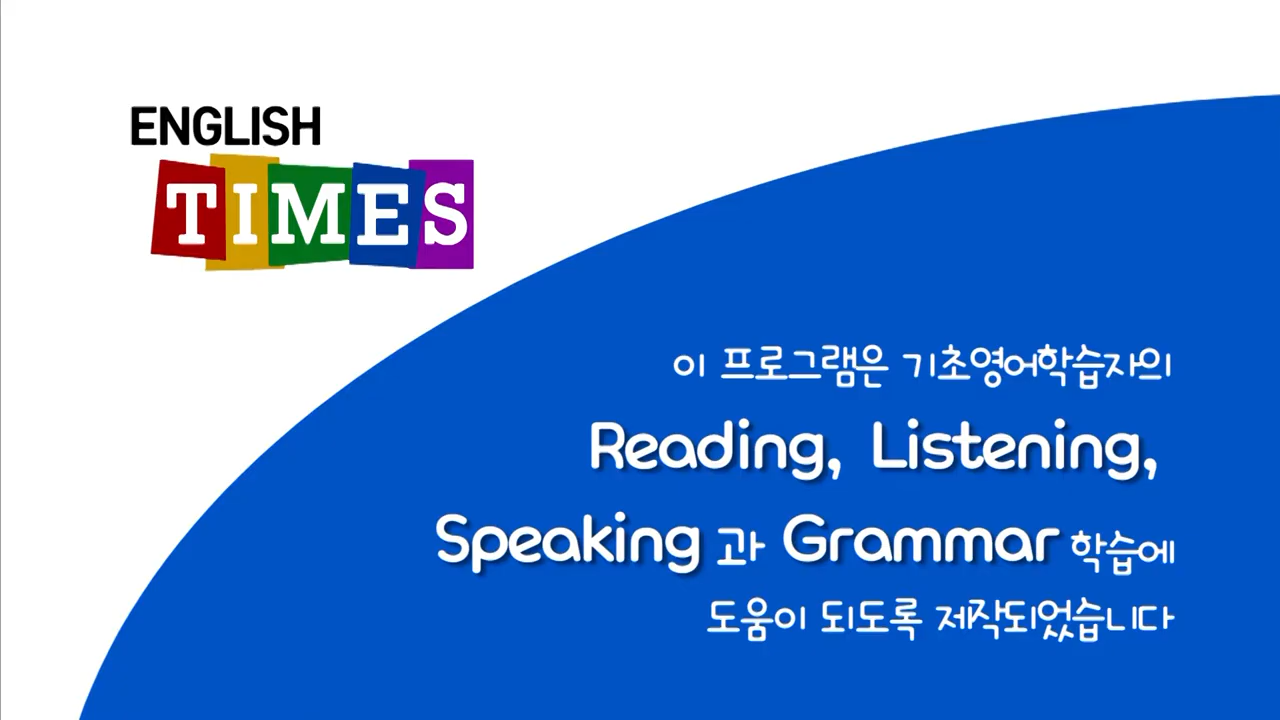 ENGLISH
TIMES
이 프로그램은 기초영어학습자의
Reading, Listening,
Speaking 과 Grammar 학습에
도움이 되도록 제작되었습니다